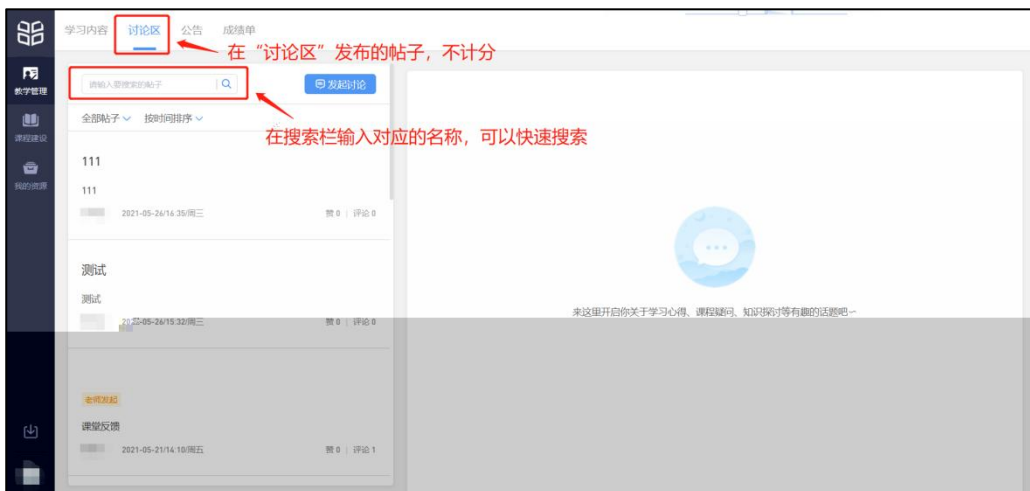 学习内容 讨论区 公告 成绩单
在“讨论区”发布的帖子，不计分
教学管理
课程建设
我的资源
请输入要搜索的帖子
发起讨论
全部帖子 按时间排序
在搜索栏输入对应的名称，可以快速搜索
111
111
2021-05-26/16:35/周三 赞 0 | 评论 0
测试
测试
-05-26/15:32/周三 赞 0 | 评论 0
来这里开启你关于学习心得、课程疑问、知识探讨等有趣的话题吧~
老师发起
课堂反馈
2021-05-21/14:10/周五 赞 0 | 评论 1